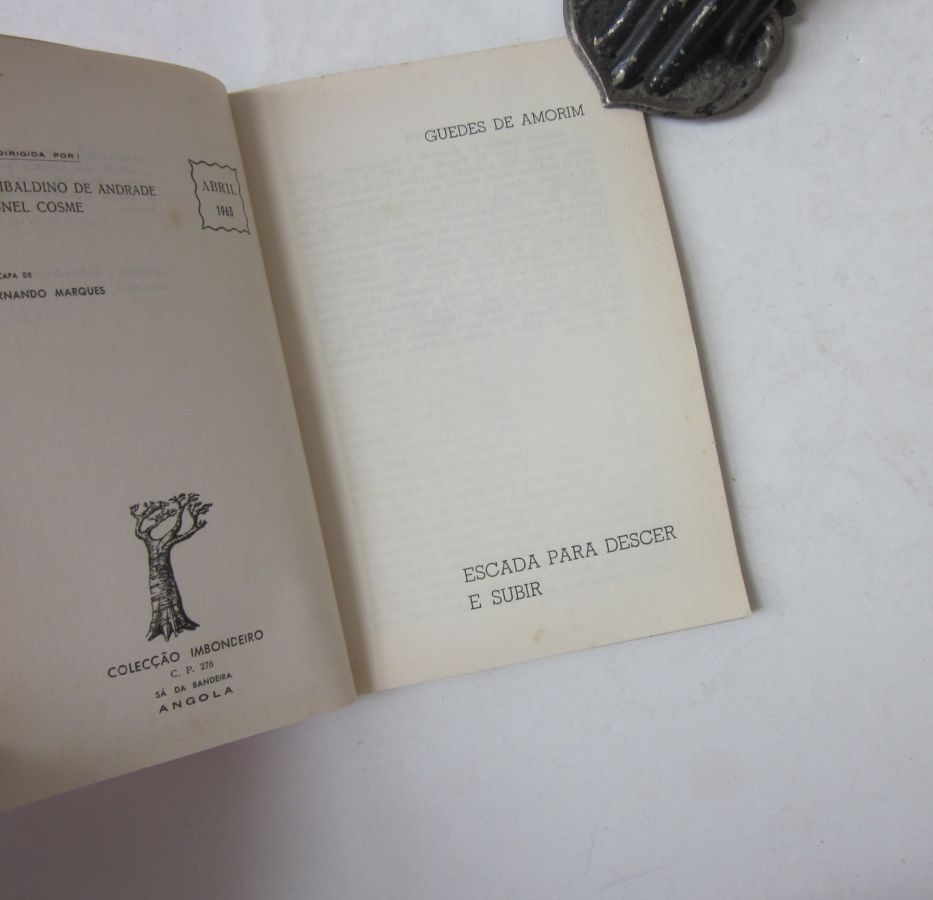 DIRIGIDA POR:
IBALDINO DE ANDRADE
NEL COSME
ABRIL
1963
CAPA DE
RNANDO MARQUES
COLECÇÃO IMBONDEIRO
C. P. 276
SÁ DA BANDEIRA
ANGOLA
GUEDES DE AMORIM
ESCADA PARA DESCER
E SUBIR